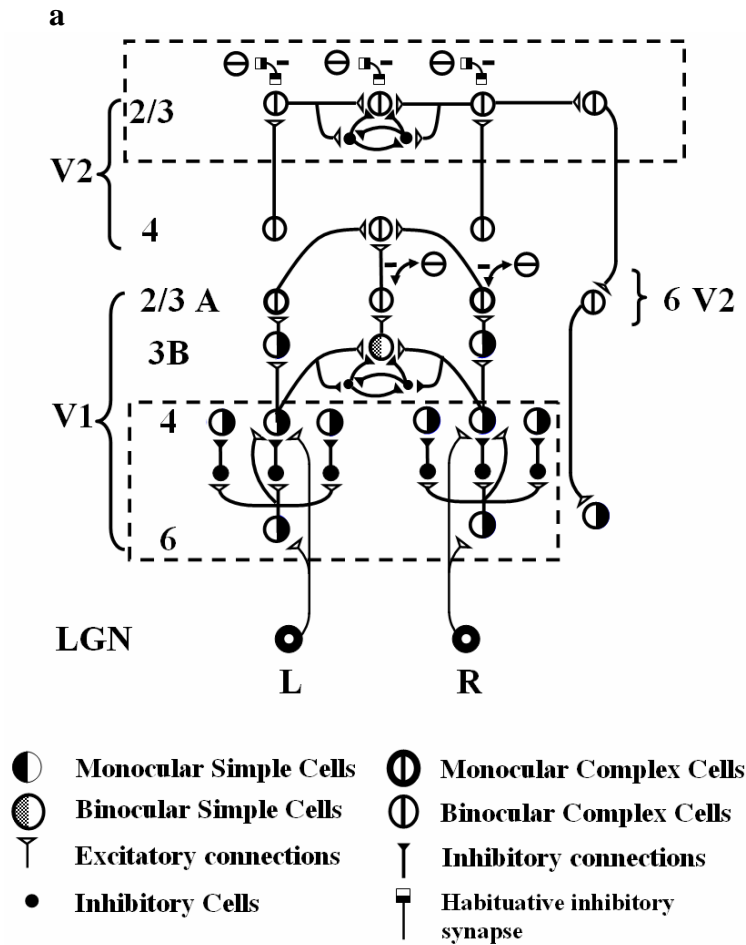 a
2/3
V2
4
2/3 A
6 V2
3B
V1
4
6
LGN
L R
Monocular Simple Cells
Monocular Complex Cells
Binocular Simple Cells
Binocular Complex Cells
Excitatory connections
Inhibitory connections
Inhibitory Cells
Habituative inhibitory
synapse